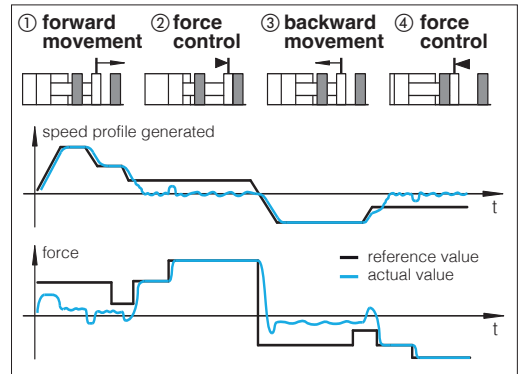 ① forward movement
② force control
③ backward movement
④ force control
speed profile generated
t
force
reference value
actual value
t